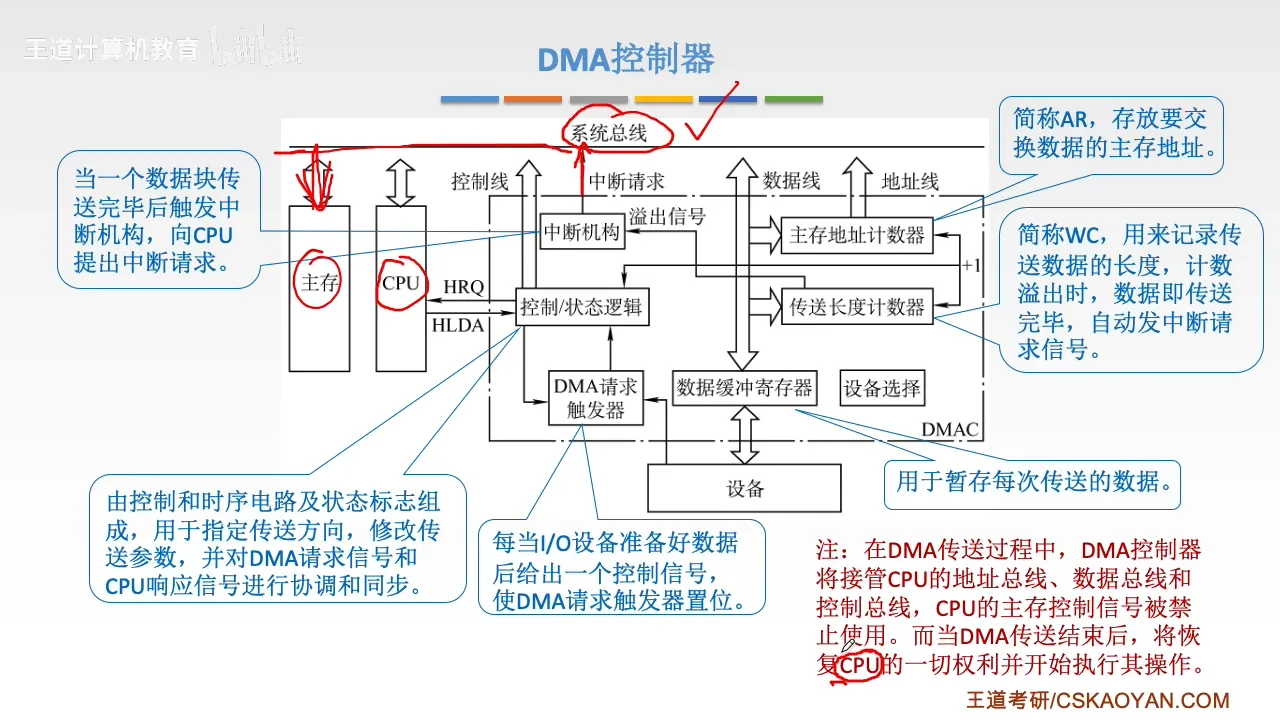 王道计算机教育 bilibili
DMA控制器
系统总线
简称AR，存放要交
换数据的主存地址。
当一个数据块传
送完毕后触发中
断机构，向CPU
提出中断请求。
控制线
中断请求
数据线
地址线
中断机构
溢出信号
主存地址计数器
简称WC，用来记录传
送数据的长度，计数
溢出时，数据即传送
完毕，自动发中断请
求信号。
+1
主存
CPU
HRQ
HLDA
控制/状态逻辑
传送长度计数器
DMA请求
触发器
数据缓冲寄存器
设备选择
DMAC
设备
用于暂存每次传送的数据。
由控制和时序电路及状态标志组
成，用于指定传送方向，修改传
送参数，并对DMA请求信号和
CPU响应信号进行协调和同步。
每当I/O设备准备好数据
后给出一个控制信号，
使DMA请求触发器置位。
注：在DMA传送过程中，DMA控制器
将接管CPU的地址总线、数据总线和
控制总线，CPU的主存控制信号被禁
止使用。而当DMA传送结束后，将恢
复CPU的一切权利并开始执行其操作。
王道考研/CSKAOYAN.COM